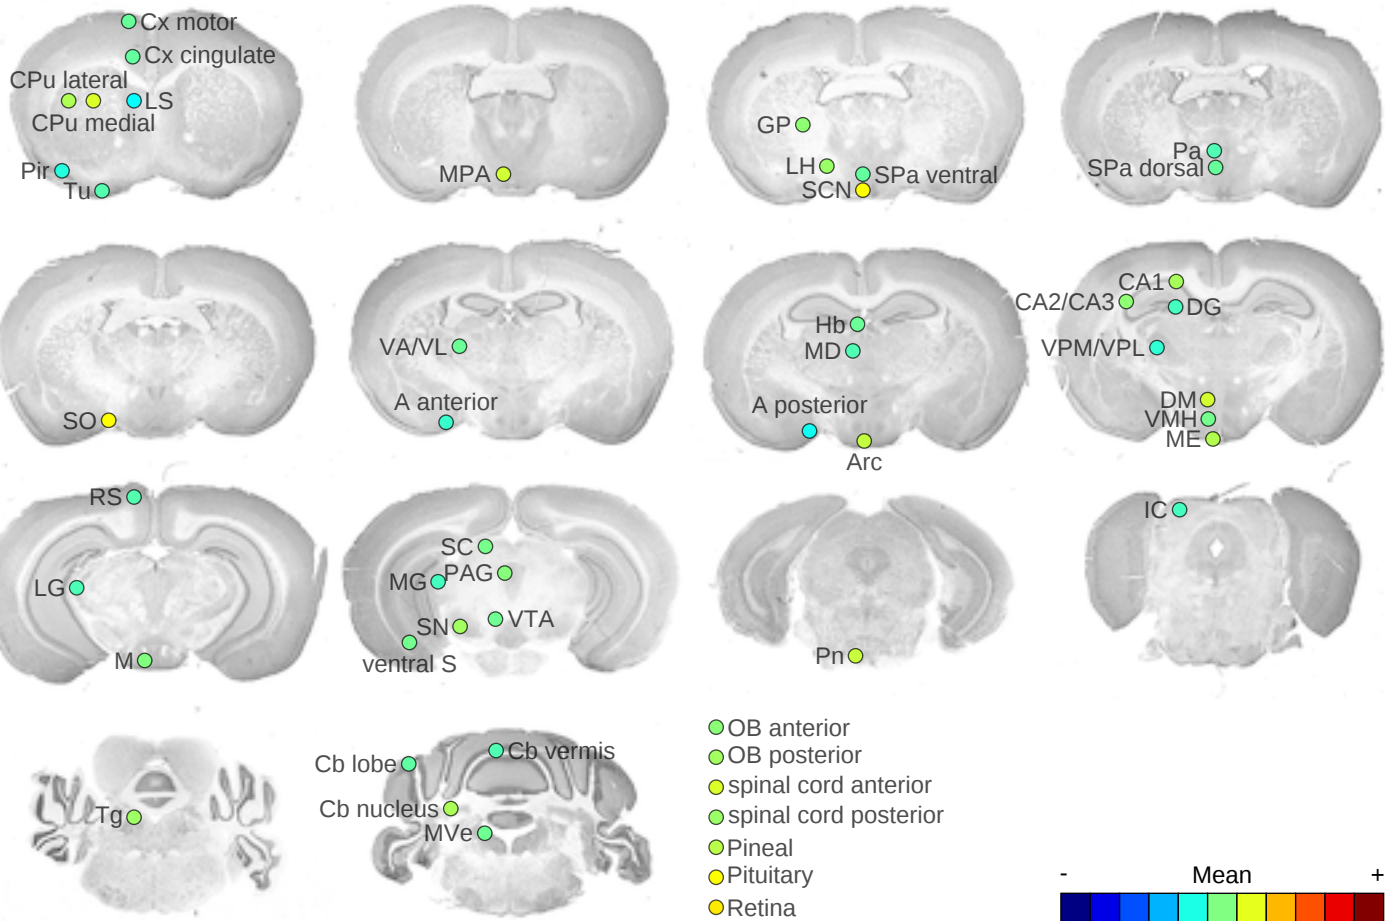 Cx motor
Cx cingulate
CPu lateral
LS
CPu medial
Pir
Tu
MPA
GP
LH
SPa ventral
SCN
Pa
SPa dorsal
SO
VA/VL
A anterior
Hb
MD
A posterior
Arc
CA1
CA2/CA3
DG
VPM/VPL
DM
VMH
ME
RS
LG
M
SC
MG
PAG
SN
VTA
ventral S
Pn
IC
Tg
Cb lobe
Cb vermis
Cb nucleus
MVe
OB anterior
OB posterior
spinal cord anterior
spinal cord posterior
Pineal
Pituitary
Retina
- Mean +